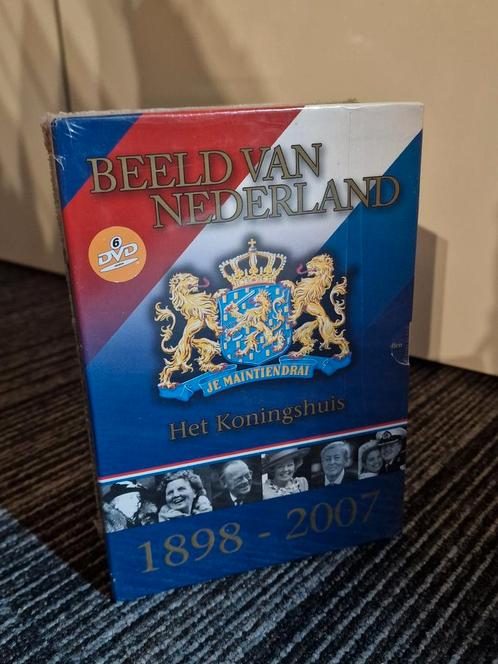 BEELD VAN
NEDERLAND
6
DVD
JE MAINTIENDRAI
Het Koningshuis
1898 - 2007